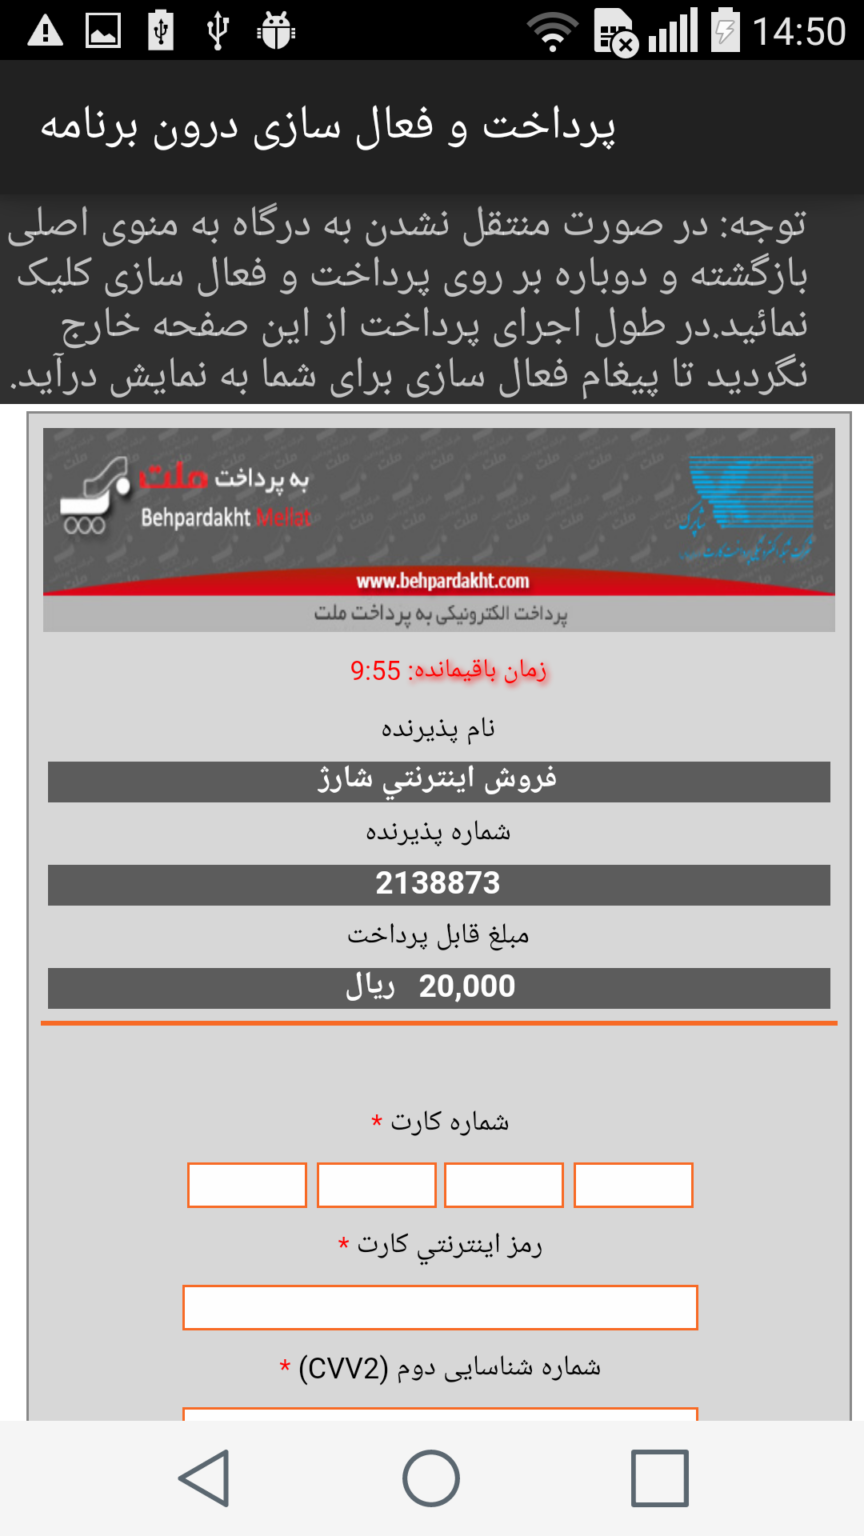 14:50
پرداخت و فعال سازی درون برنامه
توجه: در صورت منتقل نشدن به درگاه به منوی اصلی
بازگشته و دوباره بر روی پرداخت و فعال سازی کلیک
نمائید.در طول اجرای پرداخت از این صفحه خارج
نگردید تا پیغام فعال سازی برای شما به نمایش درآید.
به پرداخت ملت
Behpardakht Mellat
شاپرک
www.behpardakht.com
پرداخت الکترونیکی به پرداخت ملت
زمان باقیمانده: 9:55
نام پذیرنده
فروش اینترنتي شارژ
شماره پذیرنده
2138873
مبلغ قابل پرداخت
20,000 ریال
شماره کارت *
رمز اینترنتي کارت *
شماره شناسایی دوم (CVV2) *